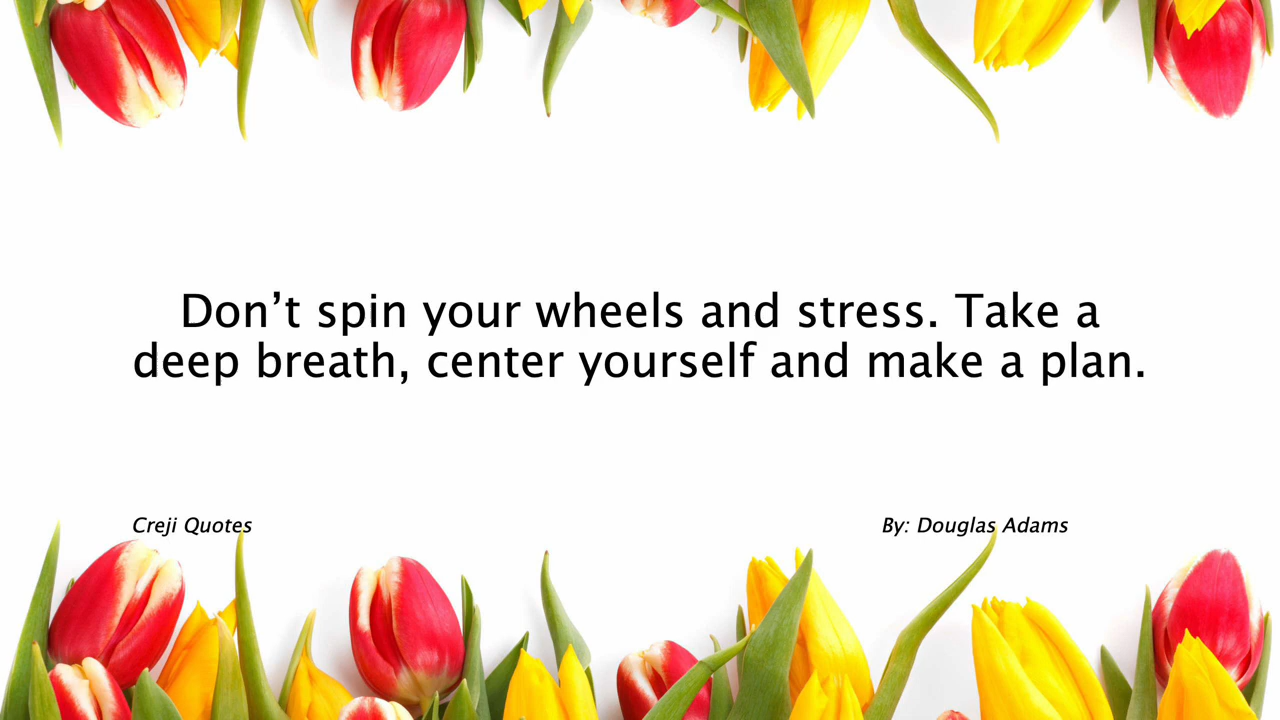 Don’t spin your wheels and stress. Take a
deep breath, center yourself and make a plan.
Creji Quotes
By: Douglas Adams